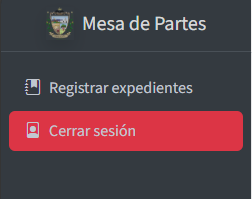 Mesa de Partes
Registrar expedientes
Cerrar sesión